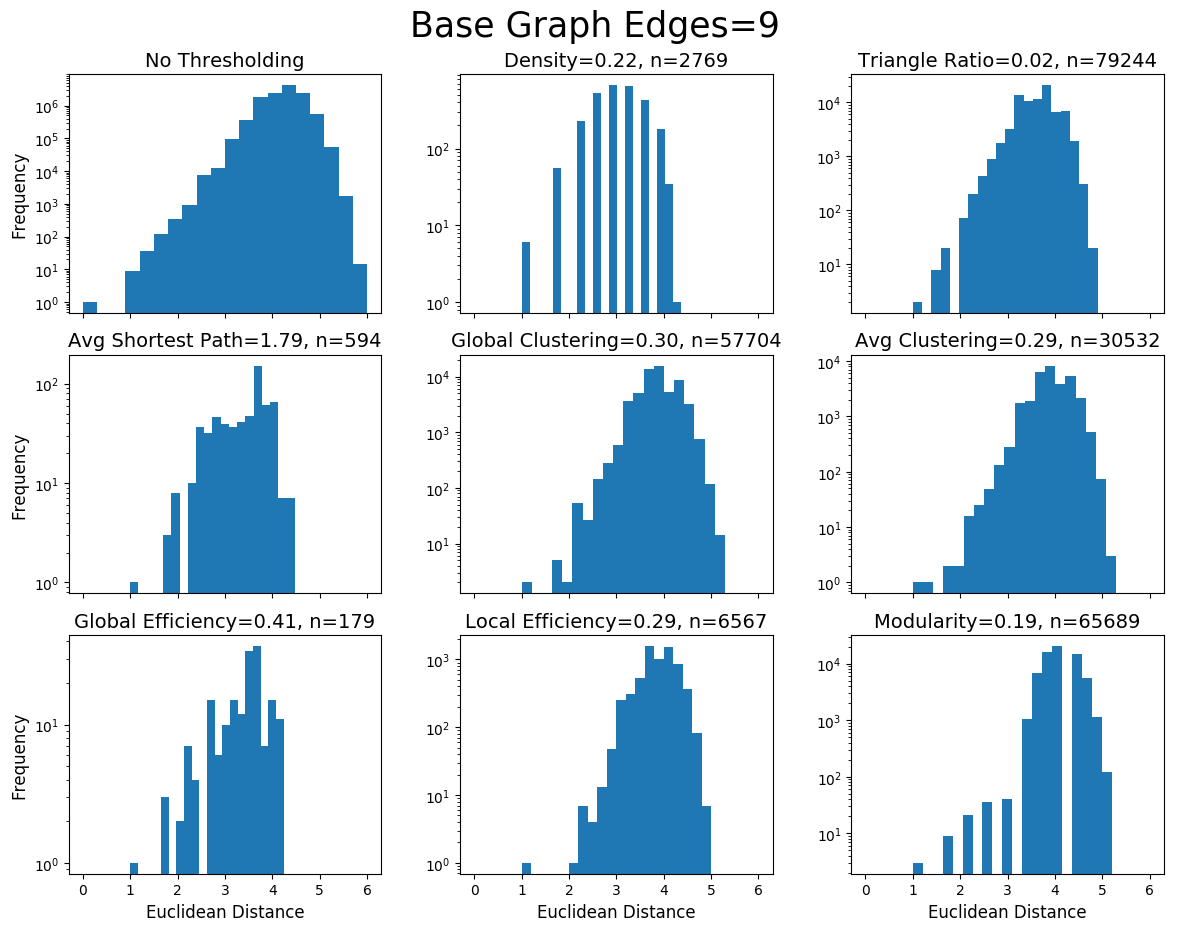 Base Graph Edges=9
No Thresholding
Density=0.22, n=2769
Triangle Ratio=0.02, n=79244
Frequency
10^6
10^5
10^4
10^3
10^2
10^1
10^0
10^2
10^1
10^0
10^4
10^3
10^2
10^1
Avg Shortest Path=1.79, n=594
Global Clustering=0.30, n=57704
Avg Clustering=0.29, n=30532
Frequency
10^2
10^1
10^0
10^4
10^3
10^2
10^1
10^4
10^3
10^2
10^1
10^0
Global Efficiency=0.41, n=179
Local Efficiency=0.29, n=6567
Modularity=0.19, n=65689
Frequency
10^1
10^0
10^3
10^2
10^1
10^0
10^4
10^3
10^2
10^1
0 1 2 3 4 5 6
0 1 2 3 4 5 6
0 1 2 3 4 5 6
Euclidean Distance
Euclidean Distance
Euclidean Distance